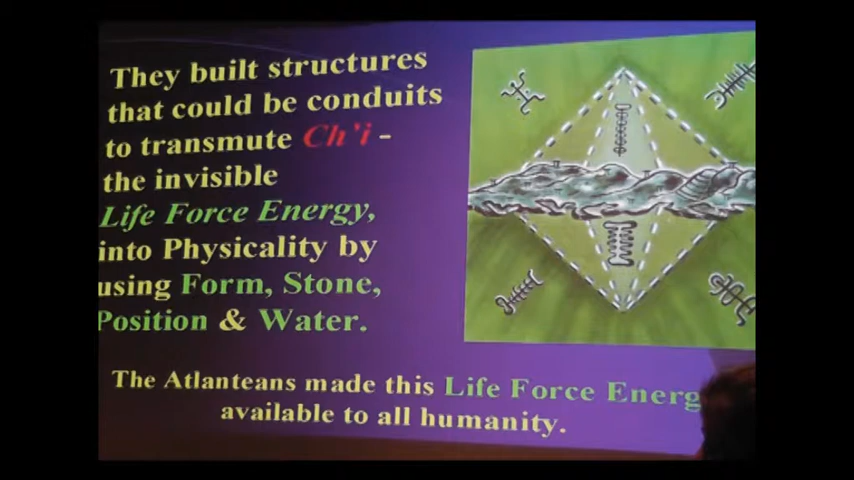 They built structures
that could be conduits
to transmute Ch'i -
the invisible
Life Force Energy,
into Physicality by
using Form, Stone,
Position & Water.
The Atlanteans made this Life Force Energ
available to all humanity.